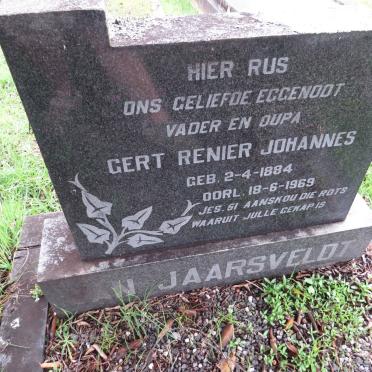 HIER RUS
ONS GELIEFDE EGGENOOT
VADER EN OUPA
GERT RENIER JOHANNES
GEB. 2-4-1884
OORL. 18-6-1969
JES. 51 AANSKOU DIE ROTS
WAARUIT JULLE GEKAP IS
N JAARSVELDT